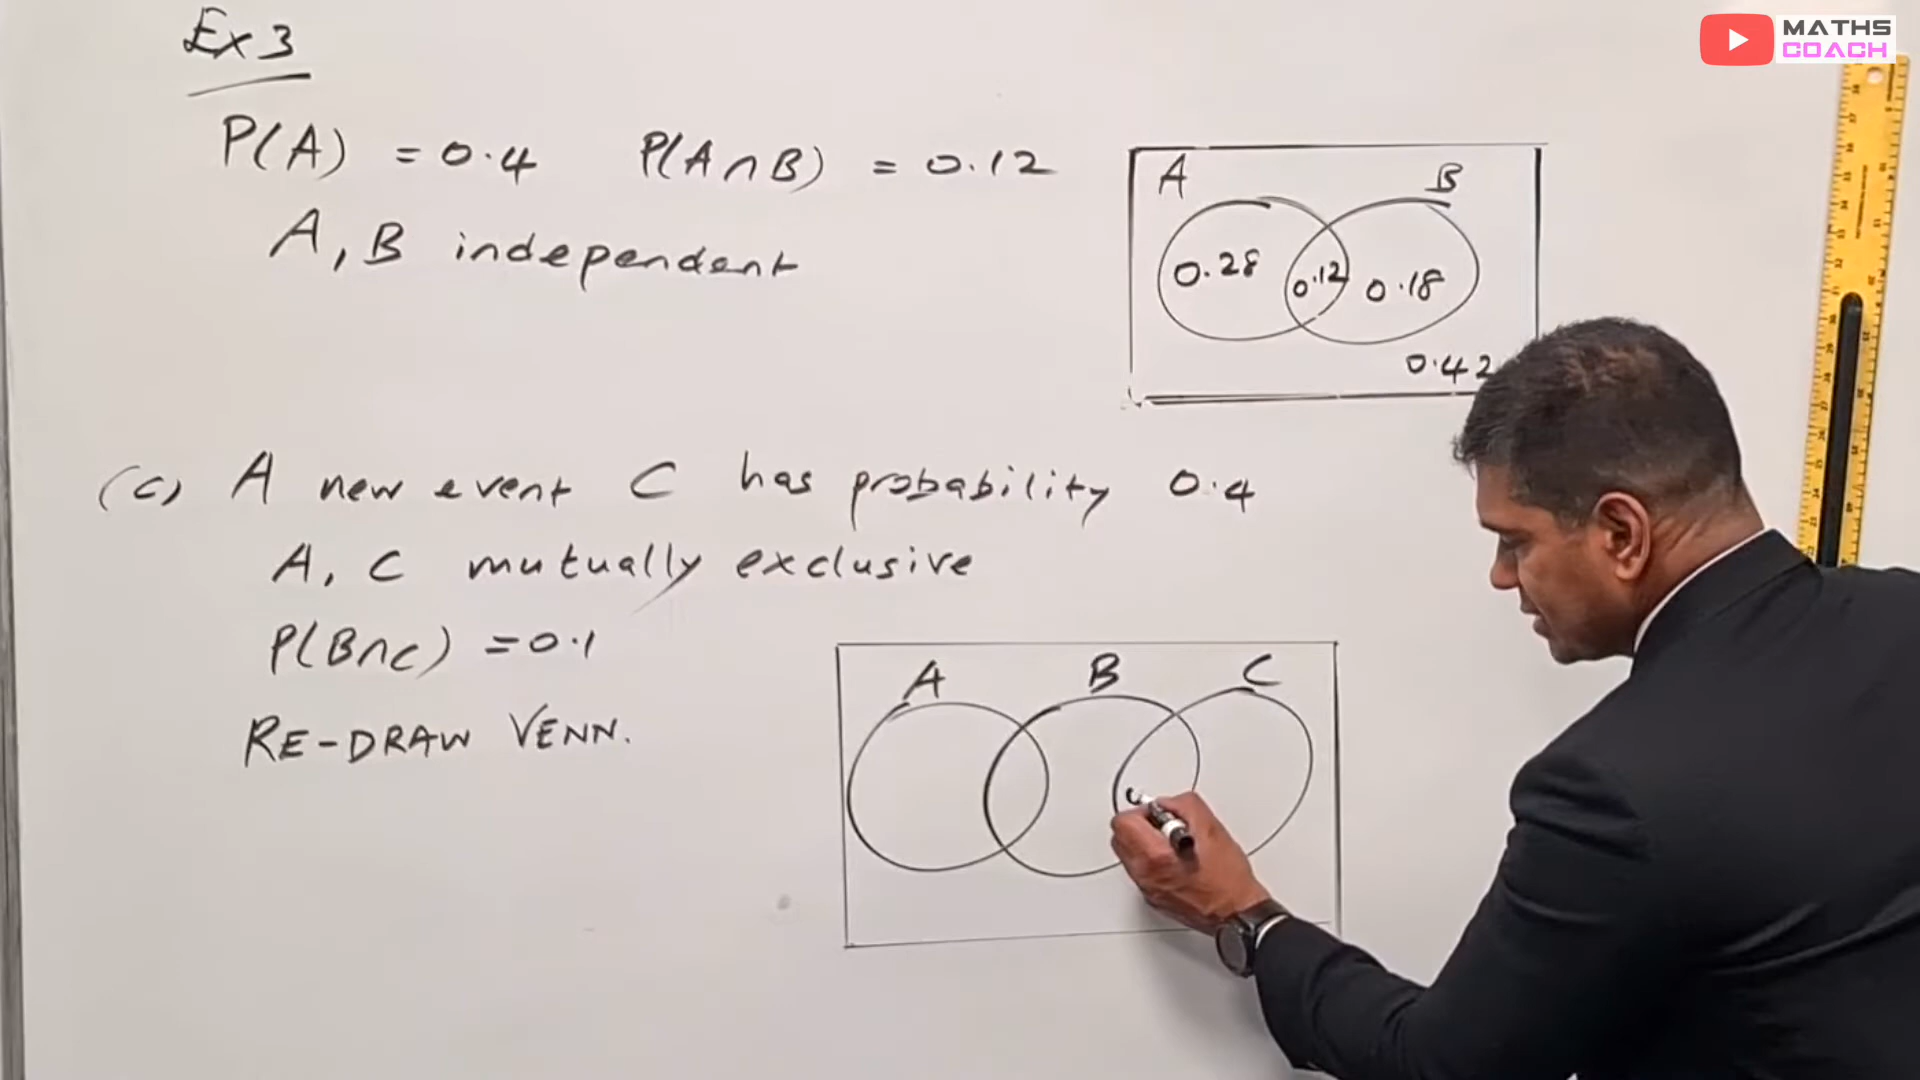 MATHS
COACH
Ex 3
P(A) = 0.4 P(A∩B) = 0.12
A, B independent
A B
0.28 0.12 0.18
0.42
(c) A new event C has probability 0.4
A, C mutually exclusive
P(B∩C) = 0.1
RE-DRAW VENN.
A B C